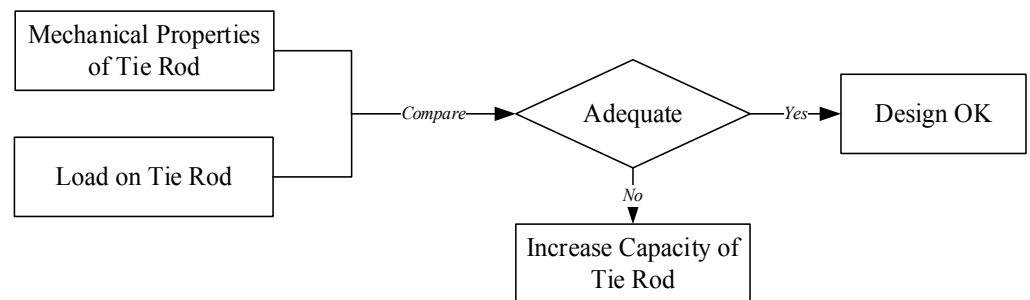 Mechanical Properties
of Tie Rod
Load on Tie Rod
Compare
Adequate
Yes
Design OK
No
Increase Capacity of
Tie Rod